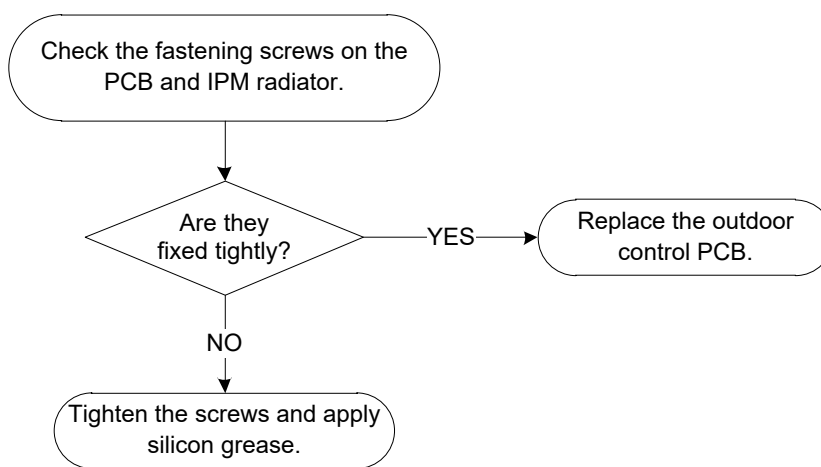 Check the fastening screws on the
PCB and IPM radiator.
Are they
fixed tightly?
YES
Replace the outdoor
control PCB.
NO
Tighten the screws and apply
silicon grease.